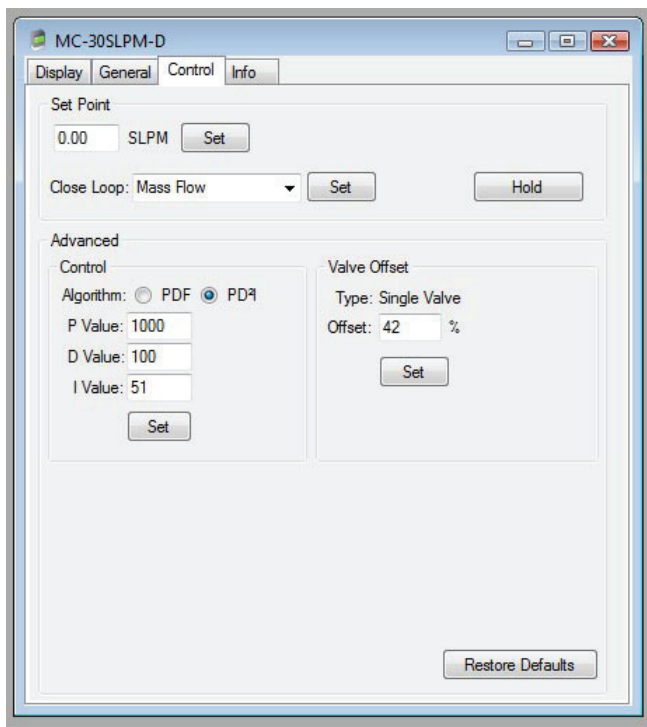 MC-30SLPM-D
Display General Control Info
Set Point
0.00 SLPM Set
Close Loop: Mass Flow Set Hold
Advanced
Control
Algorithm: PDF PD²I
P Value: 1000
D Value: 100
I Value: 51
Set
Valve Offset
Type: Single Valve
Offset: 42 %
Set
Restore Defaults